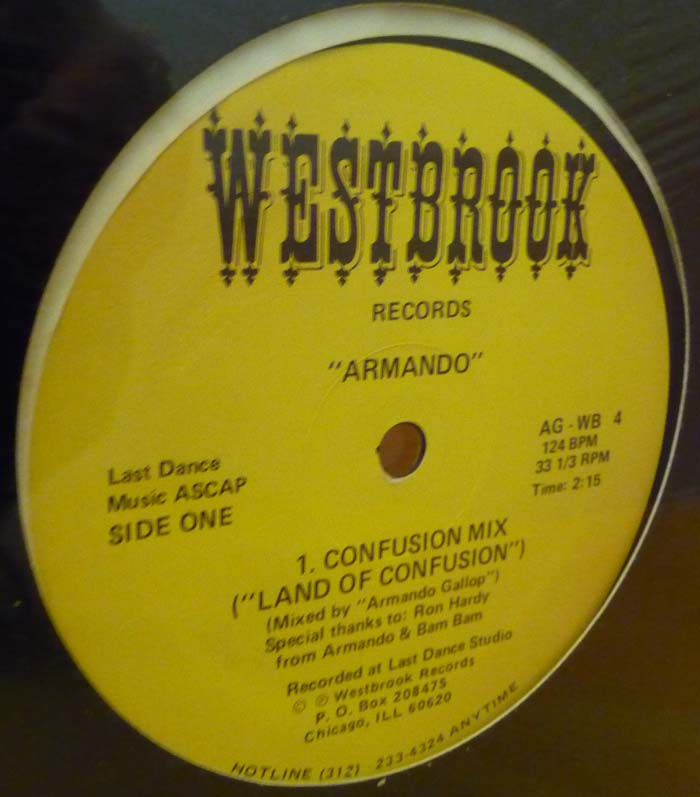 WESTBROOK
RECORDS
"ARMANDO"
AG - WB 4
124 BPM
33 1/3 RPM
Time: 2:15
Last Dance
Music ASCAP
SIDE ONE
1. CONFUSION MIX
("LAND OF CONFUSION")
(Mixed by "Armando Gallop")
Special thanks to: Ron Hardy
from Armando & Bam Bam
Recorded at Last Dance Studio
© ℗ Westbrook Records
P. O. Box 208475
Chicago, ILL 60620
HOTLINE (312) 233-4324 ANYTIME